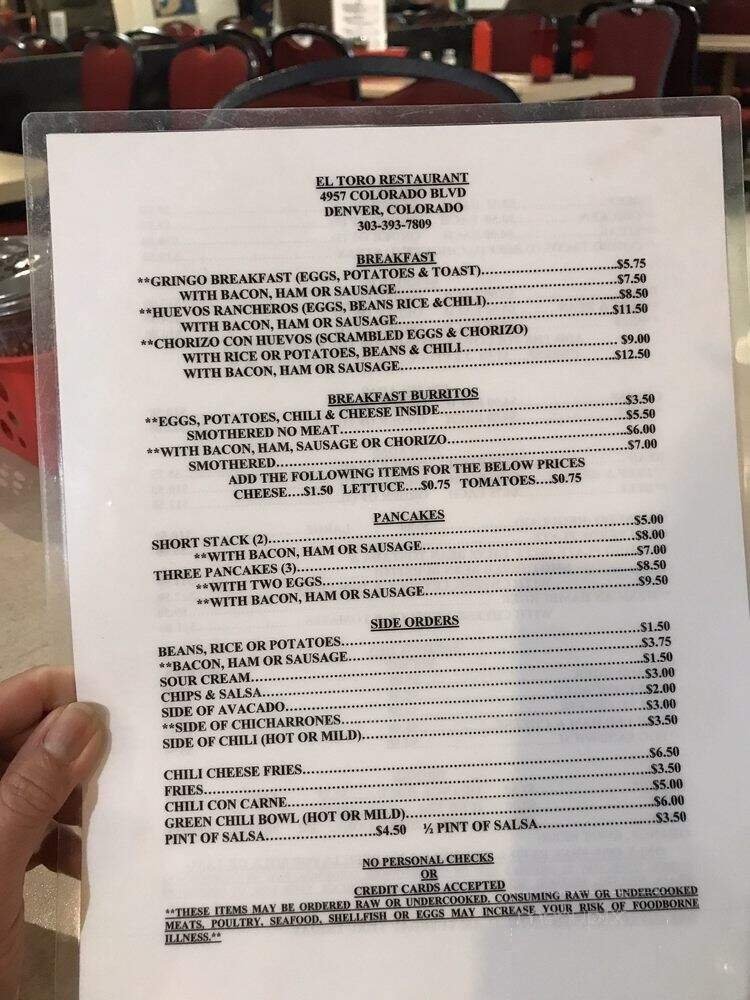 EL TORO RESTAURANT
4957 COLORADO BLVD
DENVER, COLORADO
303-393-7809
BREAKFAST
**GRINGO BREAKFAST (EGGS, POTATOES & TOAST)....$5.75
WITH BACON, HAM OR SAUSAGE....$7.50
**HUEVOS RANCHEROS (EGGS, BEANS RICE &CHILI)....$8.50
WITH BACON, HAM OR SAUSAGE....$11.50
**CHORIZO CON HUEVOS (SCRAMBLED EGGS & CHORIZO)
WITH RICE OR POTATOES, BEANS & CHILI....$9.00
WITH BACON, HAM OR SAUSAGE....$12.50
BREAKFAST BURRITOS
**EGGS, POTATOES, CHILI & CHEESE INSIDE....$3.50
SMOTHERED NO MEAT....$5.50
**WITH BACON, HAM, SAUSAGE OR CHORIZO....$6.00
SMOTHERED....$7.00
ADD THE FOLLOWING ITEMS FOR THE BELOW PRICES
CHEESE....$1.50 LETTUCE....$0.75 TOMATOES....$0.75
PANCAKES
SHORT STACK (2)....$5.00
**WITH BACON, HAM OR SAUSAGE....$8.00
THREE PANCAKES (3)....$7.00
**WITH TWO EGGS....$8.50
**WITH BACON, HAM OR SAUSAGE....$9.50
SIDE ORDERS
BEANS, RICE OR POTATOES....$1.50
**BACON, HAM OR SAUSAGE....$3.75
SOUR CREAM....$1.50
CHIPS & SALSA....$3.00
SIDE OF AVACADO....$2.00
**SIDE OF CHICHARRONES....$3.00
SIDE OF CHILI (HOT OR MILD)....$3.50
CHILI CHEESE FRIES....$6.50
FRIES....$3.50
CHILI CON CARNE....$5.00
GREEN CHILI BOWL (HOT OR MILD)....$6.00
PINT OF SALSA....$4.50 ½ PINT OF SALSA....$3.50
NO PERSONAL CHECKS
OR
CREDIT CARDS ACCEPTED
**THESE ITEMS MAY BE ORDERED RAW OR UNDERCOOKED. CONSUMING RAW OR UNDERCOOKED
MEATS, POULTRY, SEAFOOD, SHELLFISH OR EGGS MAY INCREASE YOUR RISK OF FOODBORNE
ILLNESS.**